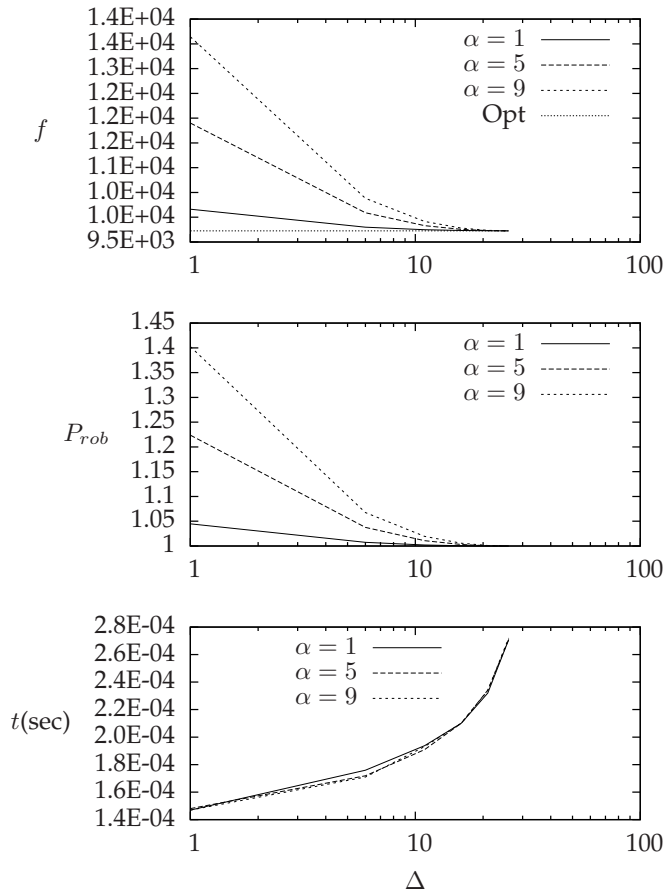 1.4E+04
1.4E+04
1.3E+04
1.2E+04
1.2E+04
1.2E+04
1.1E+04
1.0E+04
1.0E+04
9.5E+03
f
α = 1
α = 5
α = 9
Opt
1
10
100
1.45
1.4
1.35
1.3
1.25
1.2
1.15
1.1
1.05
1
P_rob
α = 1
α = 5
α = 9
1
10
100
2.8E-04
2.6E-04
2.4E-04
2.2E-04
2.0E-04
1.8E-04
1.6E-04
1.4E-04
t(sec)
α = 1
α = 5
α = 9
1
10
100
Δ